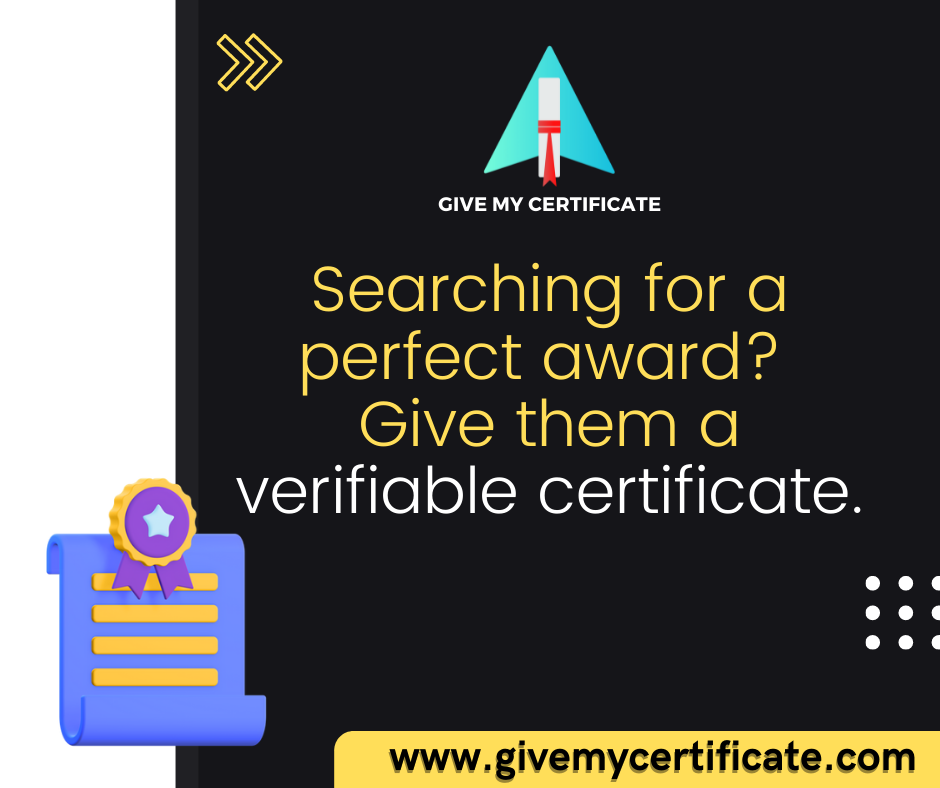 GIVE MY CERTIFICATE
Searching for a
perfect award?
Give them a
verifiable certificate.
www.givemycertificate.com